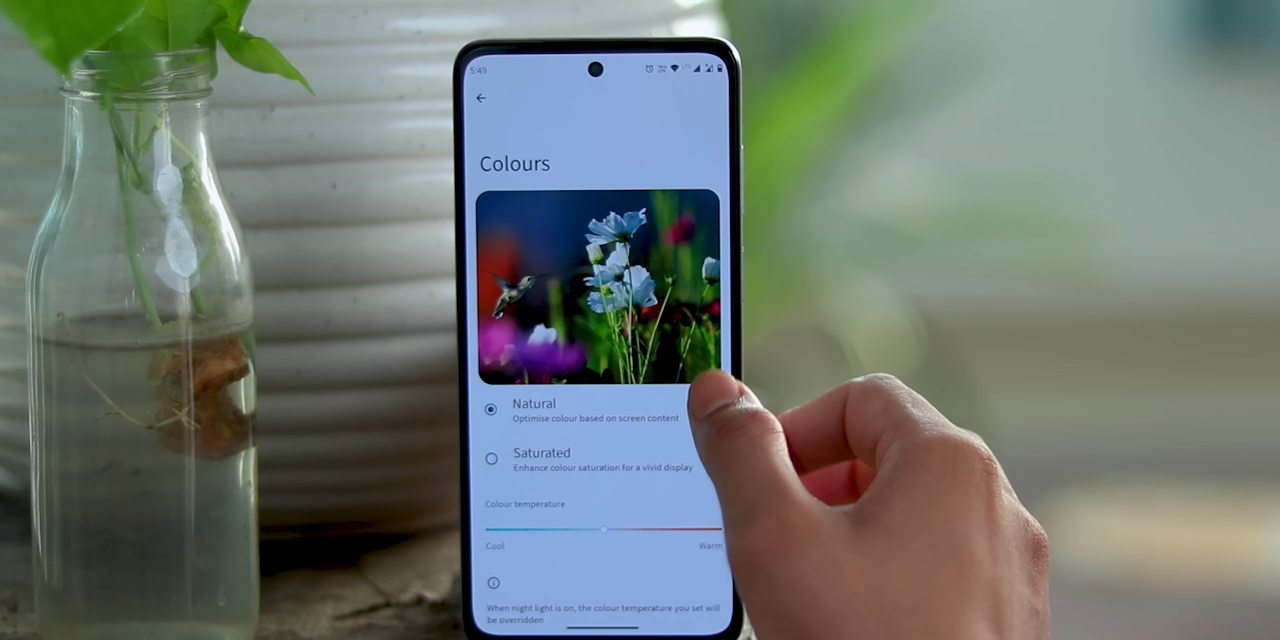 5:49
Colours
Natural
Optimise colour based on screen content
Saturated
Enhance colour saturation for a vivid display
Colour temperature
Cool
Warm
When night light is on, the colour temperature you set will
be overridden